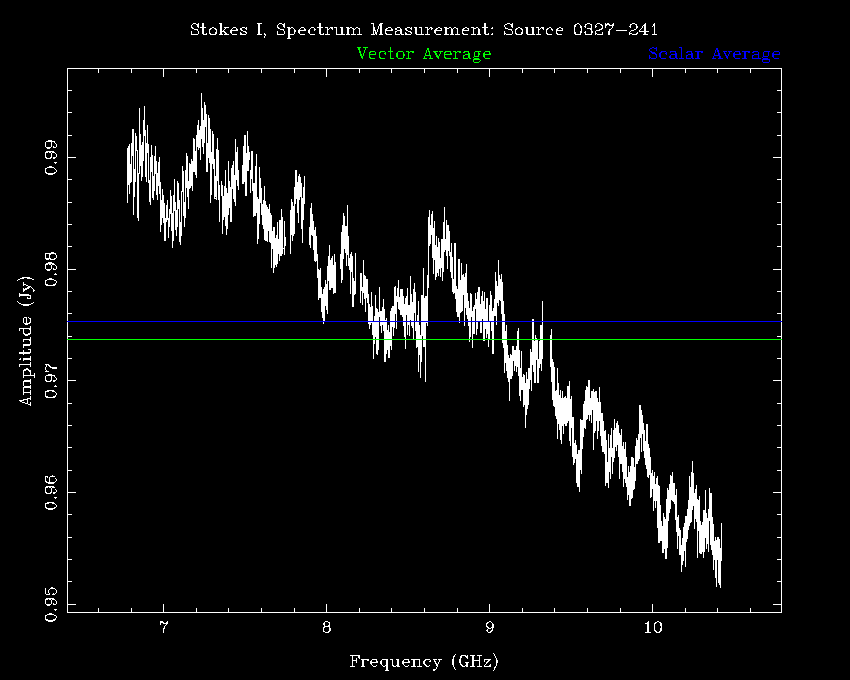 Stokes I, Spectrum Measurement: Source 0327-241
Vector Average Scalar Average
Amplitude (Jy)
0.99
0.98
0.97
0.96
0.95
7 8 9 10
Frequency (GHz)